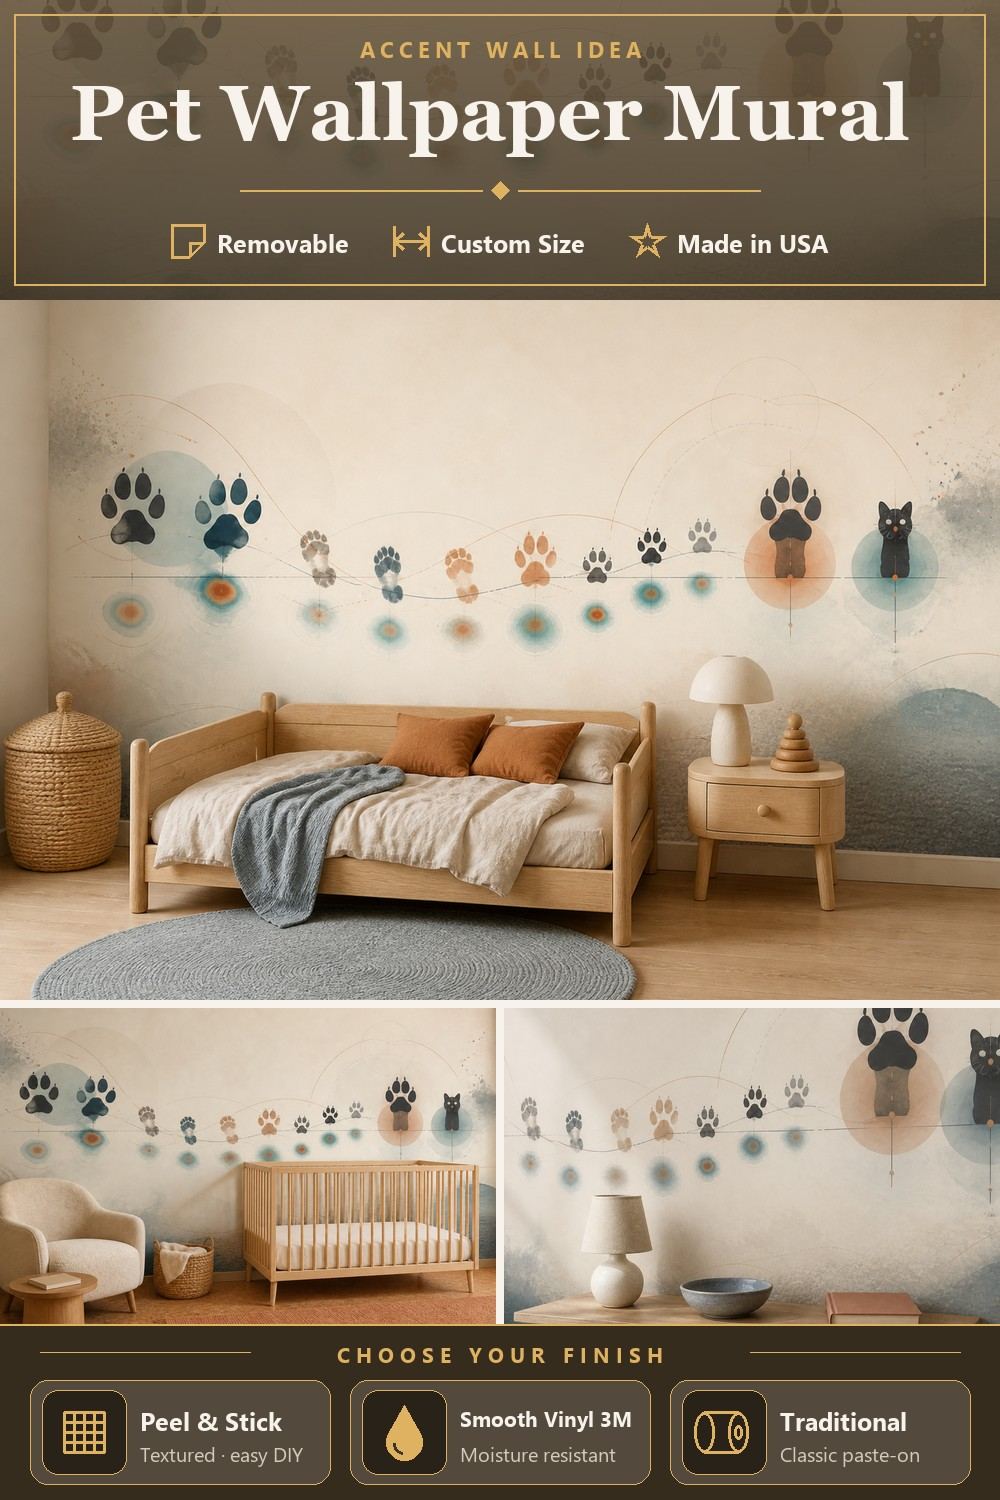 ACCENT WALL IDEA
Pet Wallpaper Mural
Removable
Custom Size
Made in USA
CHOOSE YOUR FINISH
Peel & Stick
Textured · easy DIY
Smooth Vinyl 3M
Moisture resistant
Traditional
Classic paste-on